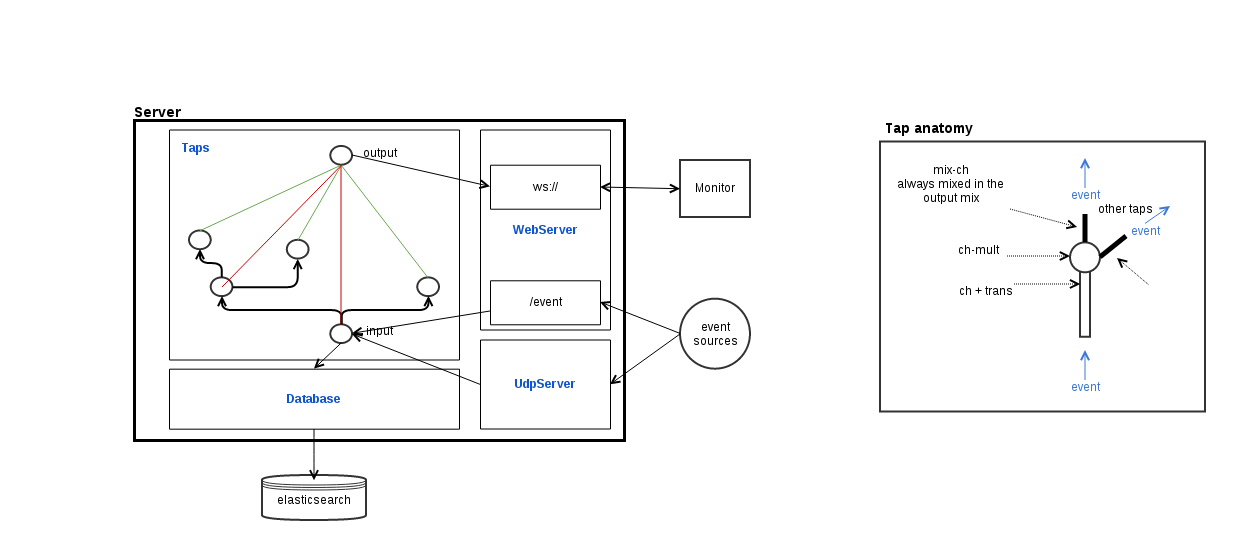 Server
Taps
output
input
ws://
WebServer
/event
UdpServer
Database
elasticsearch
Monitor
event
sources
Tap anatomy
mix-ch
always mixed in the
output mix
event
other taps
event
ch-mult
ch + trans
event